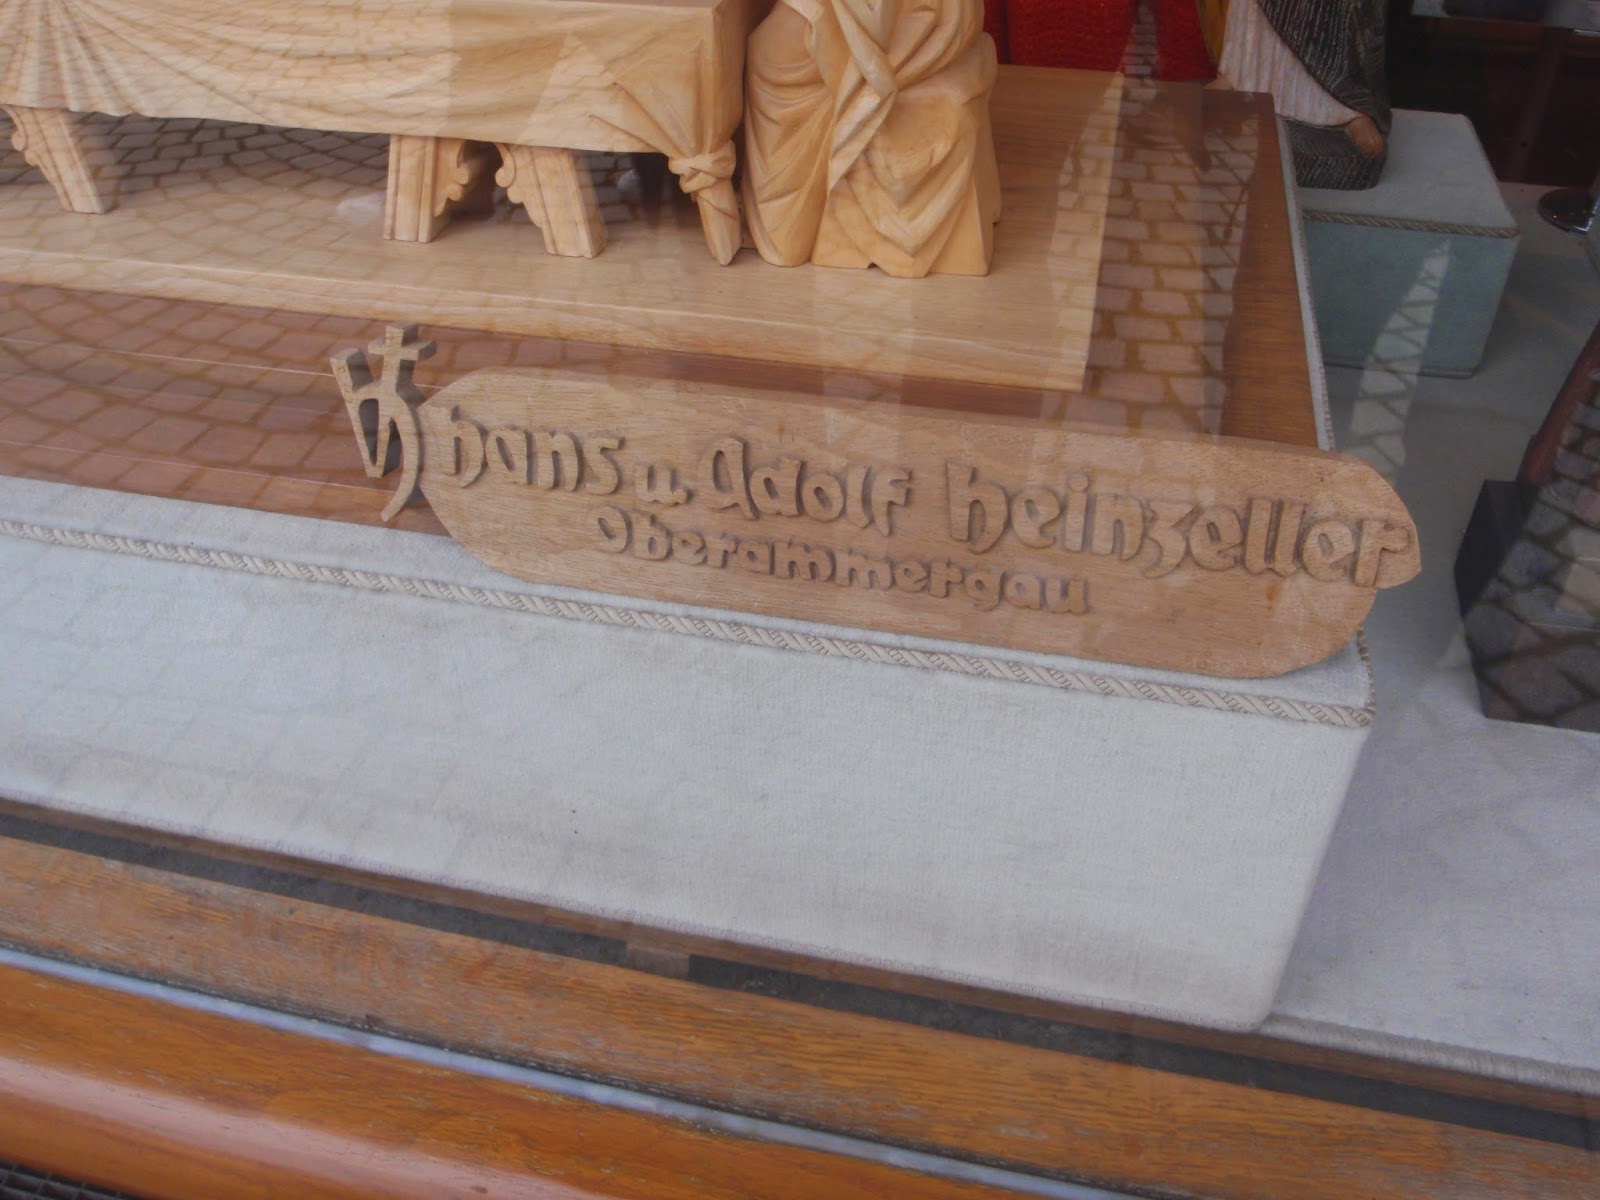 hans u. Adolf heinzeller
Oberammergau